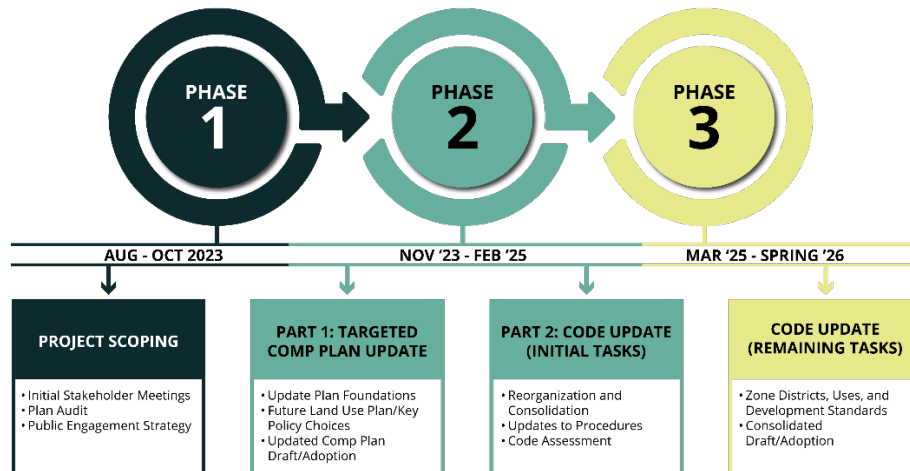 PHASE
1
PHASE
2
PHASE
3
AUG - OCT 2023
NOV ‘23 - FEB ’25
MAR ‘25 - SPRING ‘26
PROJECT SCOPING
• Initial Stakeholder Meetings
• Plan Audit
• Public Engagement Strategy
PART 1: TARGETED
COMP PLAN UPDATE
• Update Plan Foundations
• Future Land Use Plan/Key
Policy Choices
• Updated Comp Plan
Draft/Adoption
PART 2: CODE UPDATE
(INITIAL TASKS)
• Reorganization and
Consolidation
• Updates to Procedures
• Code Assessment
CODE UPDATE
(REMAINING TASKS)
• Zone Districts, Uses, and
Development Standards
• Consolidated
Draft/Adoption